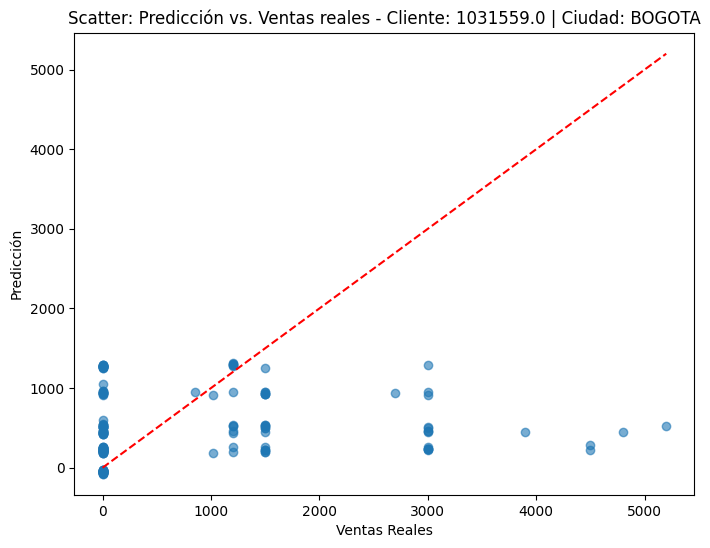 Scatter: Predicción vs. Ventas reales - Cliente: 1031559.0 | Ciudad: BOGOTA
5000
4000
3000
2000
1000
0
Predicción
0 1000 2000 3000 4000 5000
Ventas Reales